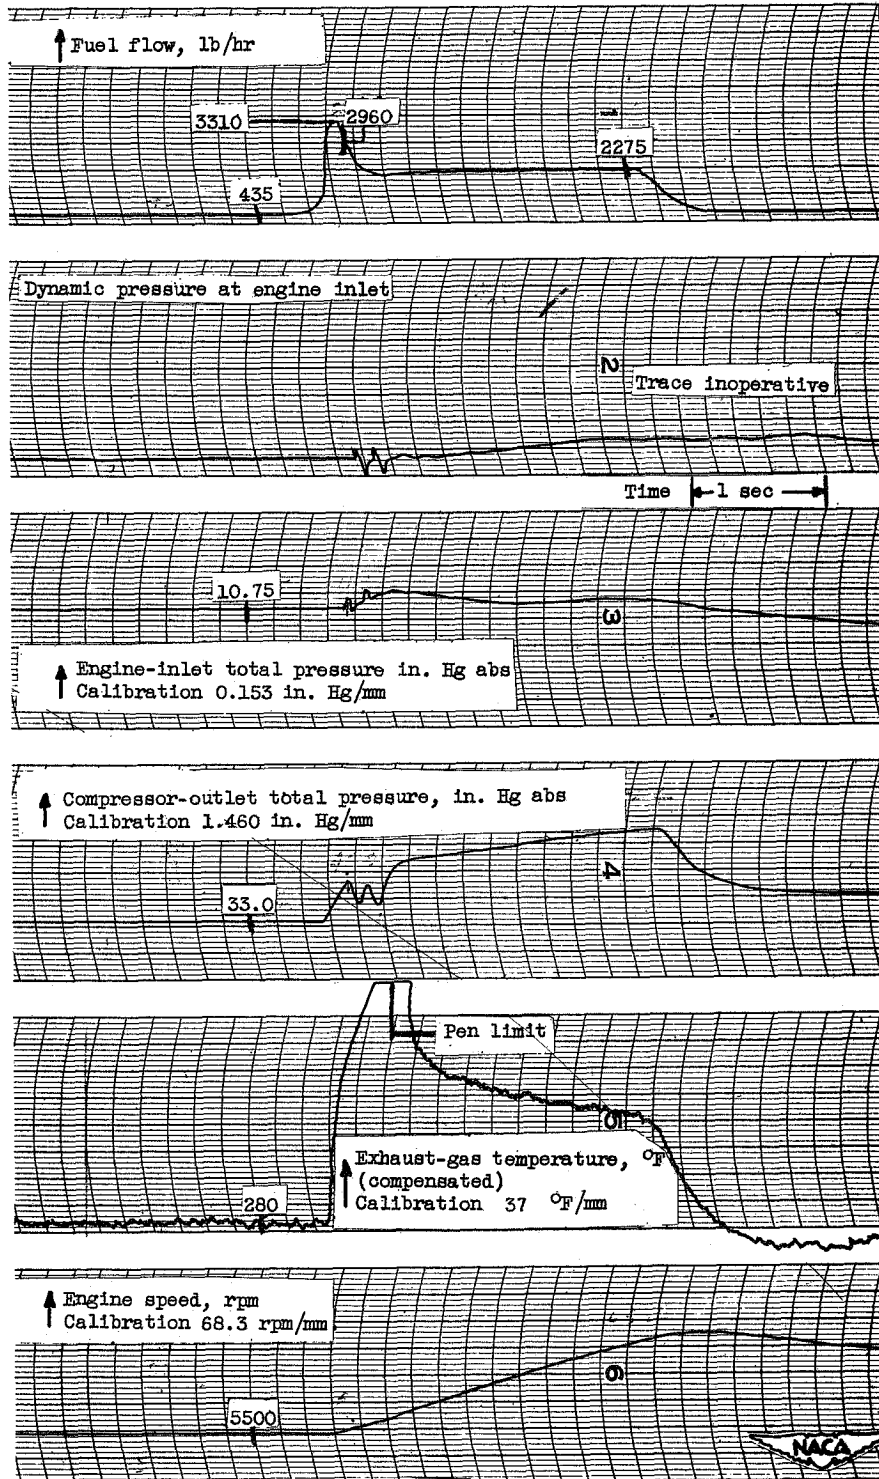 Fuel flow, lb/hr
3310
2960
2275
435
Dynamic pressure at engine inlet
2
Trace inoperative
Time 1 sec
10.75
3
Engine-inlet total pressure in. Hg abs
Calibration 0.153 in. Hg/mm
Compressor-outlet total pressure, in. Hg abs
Calibration 1.460 in. Hg/mm
4
33.0
Pen limit
5
Exhaust-gas temperature, °F
(compensated)
Calibration 37 °F/mm
280
Engine speed, rpm
Calibration 68.3 rpm/mm
6
5500
NACA